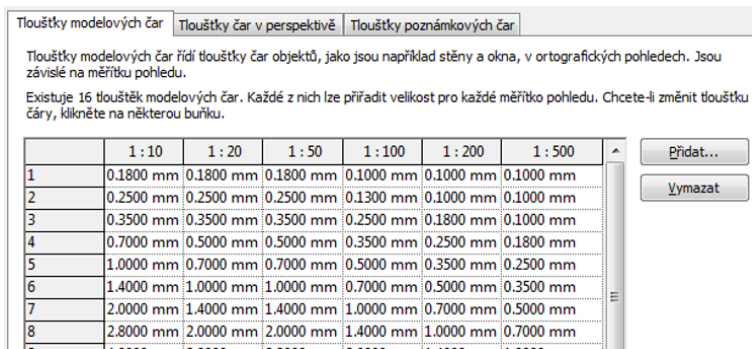 Tloušťky modelových čar Tloušťky čar v perspektivě Tloušťky poznámkových čar
Tloušťky modelových čar řídí tloušťky čar objektů, jako jsou například stěny a okna, v ortografických pohledech. Jsou
závislé na měřítku pohledu.
Existuje 16 tlouštěk modelových čar. Každé z nich lze přiřadit velikost pro každé měřítko pohledu. Chcete-li změnit tloušťku
čáry, klikněte na některou buňku.
1 : 10 1 : 20 1 : 50 1 : 100 1 : 200 1 : 500 Přidat...
1 0.1800 mm 0.1800 mm 0.1800 mm 0.1000 mm 0.1000 mm 0.1000 mm
2 0.2500 mm 0.2500 mm 0.2500 mm 0.1300 mm 0.1000 mm 0.1000 mm Vymazat
3 0.3500 mm 0.3500 mm 0.3500 mm 0.2500 mm 0.1800 mm 0.1000 mm
4 0.7000 mm 0.5000 mm 0.5000 mm 0.3500 mm 0.2500 mm 0.1800 mm
5 1.0000 mm 0.7000 mm 0.7000 mm 0.5000 mm 0.3500 mm 0.2500 mm
6 1.4000 mm 1.0000 mm 1.0000 mm 0.7000 mm 0.5000 mm 0.3500 mm
7 2.0000 mm 1.4000 mm 1.4000 mm 1.0000 mm 0.7000 mm 0.5000 mm
8 2.8000 mm 2.0000 mm 2.0000 mm 1.4000 mm 1.0000 mm 0.7000 mm